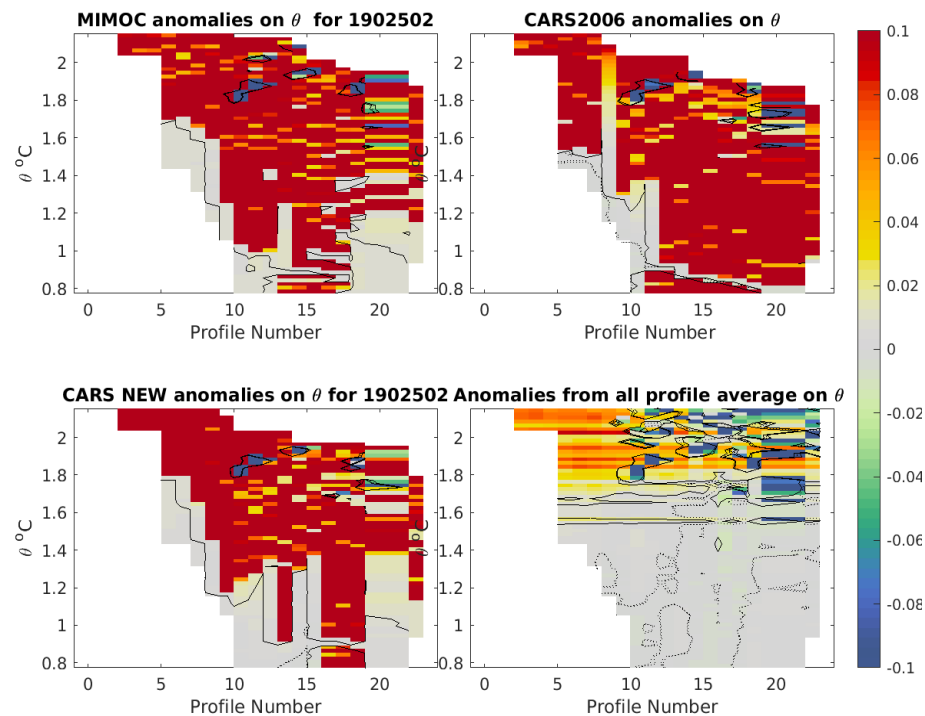 MIMOC anomalies on θ for 1902502
CARS2006 anomalies on θ
2
1.8
1.6
1.4
1.2
1
0.8
θ °C
0 5 10 15 20
Profile Number
2
1.8
1.6
1.4
1.2
1
0.8
θ °C
0 5 10 15 20
Profile Number
CARS NEW anomalies on θ for 1902502
Anomalies from all profile average on θ
2
1.8
1.6
1.4
1.2
1
0.8
θ °C
0 5 10 15 20
Profile Number
2
1.8
1.6
1.4
1.2
1
0.8
θ °C
0 5 10 15 20
Profile Number
0.1
0.08
0.06
0.04
0.02
0
-0.02
-0.04
-0.06
-0.08
-0.1